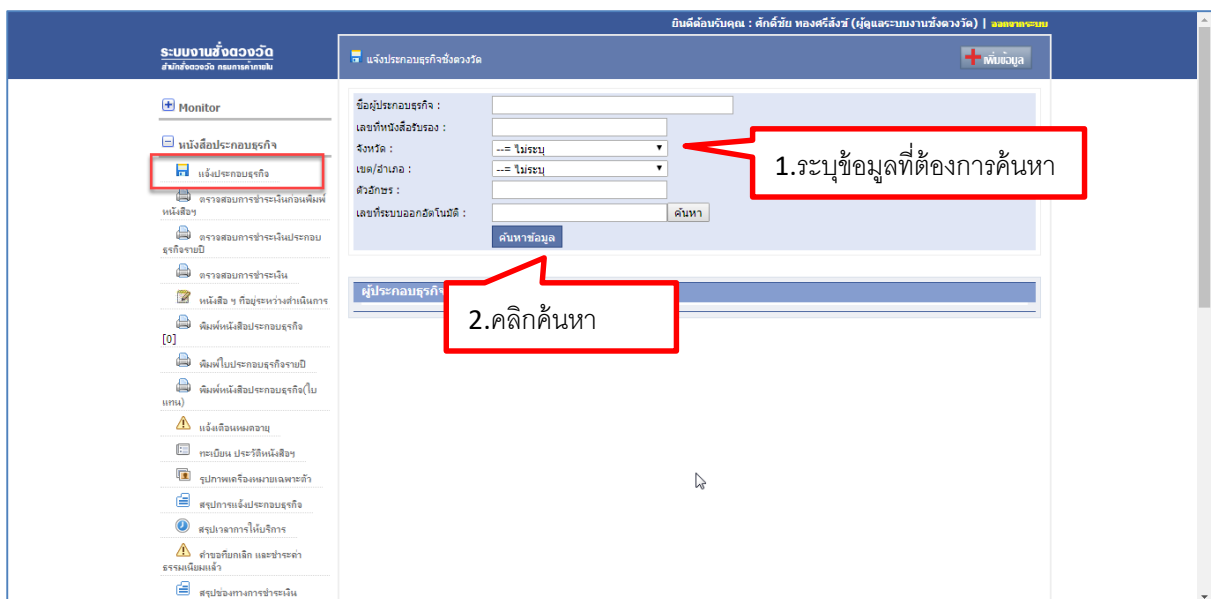 ยินดีต้อนรับคุณ : ศักดิ์ชัย ทองศรีสังข์ (ผู้ดูแลระบบงานชั่งตวงวัด) | ออกจากระบบ
ระบบงานชั่งตวงวัด
สำนักชั่งตวงวัด กรมการค้าภายใน
แจ้งประกอบธุรกิจชั่งตวงวัด
เพิ่มข้อมูล
Monitor
หนังสือประกอบธุรกิจ
แจ้งประกอบธุรกิจ
ตรวจสอบการชำระเงินก่อนพิมพ์
หนังสือฯ
ตรวจสอบการชำระเงินประกอบ
ธุรกิจรายปี
ตรวจสอบการชำระเงิน
หนังสือ ฯ ที่อยู่ระหว่างดำเนินการ
พิมพ์หนังสือประกอบธุรกิจ
[0]
พิมพ์ใบประกอบธุรกิจรายปี
พิมพ์หนังสือประกอบธุรกิจ(ใบ
แทน)
แจ้งเตือนหมดอายุ
ทะเบียน ประวัติหนังสือฯ
รูปภาพเครื่องหมายเฉพาะตัว
สรุปการแจ้งประกอบธุรกิจ
สรุปเวลาการให้บริการ
คำขอที่ยกเลิก และชำระค่า
ธรรมเนียมแล้ว
สรุปช่องทางการชำระเงิน
ชื่อผู้ประกอบธุรกิจ :
เลขที่หนังสือรับรอง :
จังหวัด : --= ไม่ระบุ
เขต/อำเภอ : --= ไม่ระบุ
ตัวอักษร :
เลขที่ระบบออกอัตโนมัติ : ค้นหา
ค้นหาข้อมูล
1.ระบุข้อมูลที่ต้องการค้นหา
ผู้ประกอบธุรกิจ
2.คลิกค้นหา